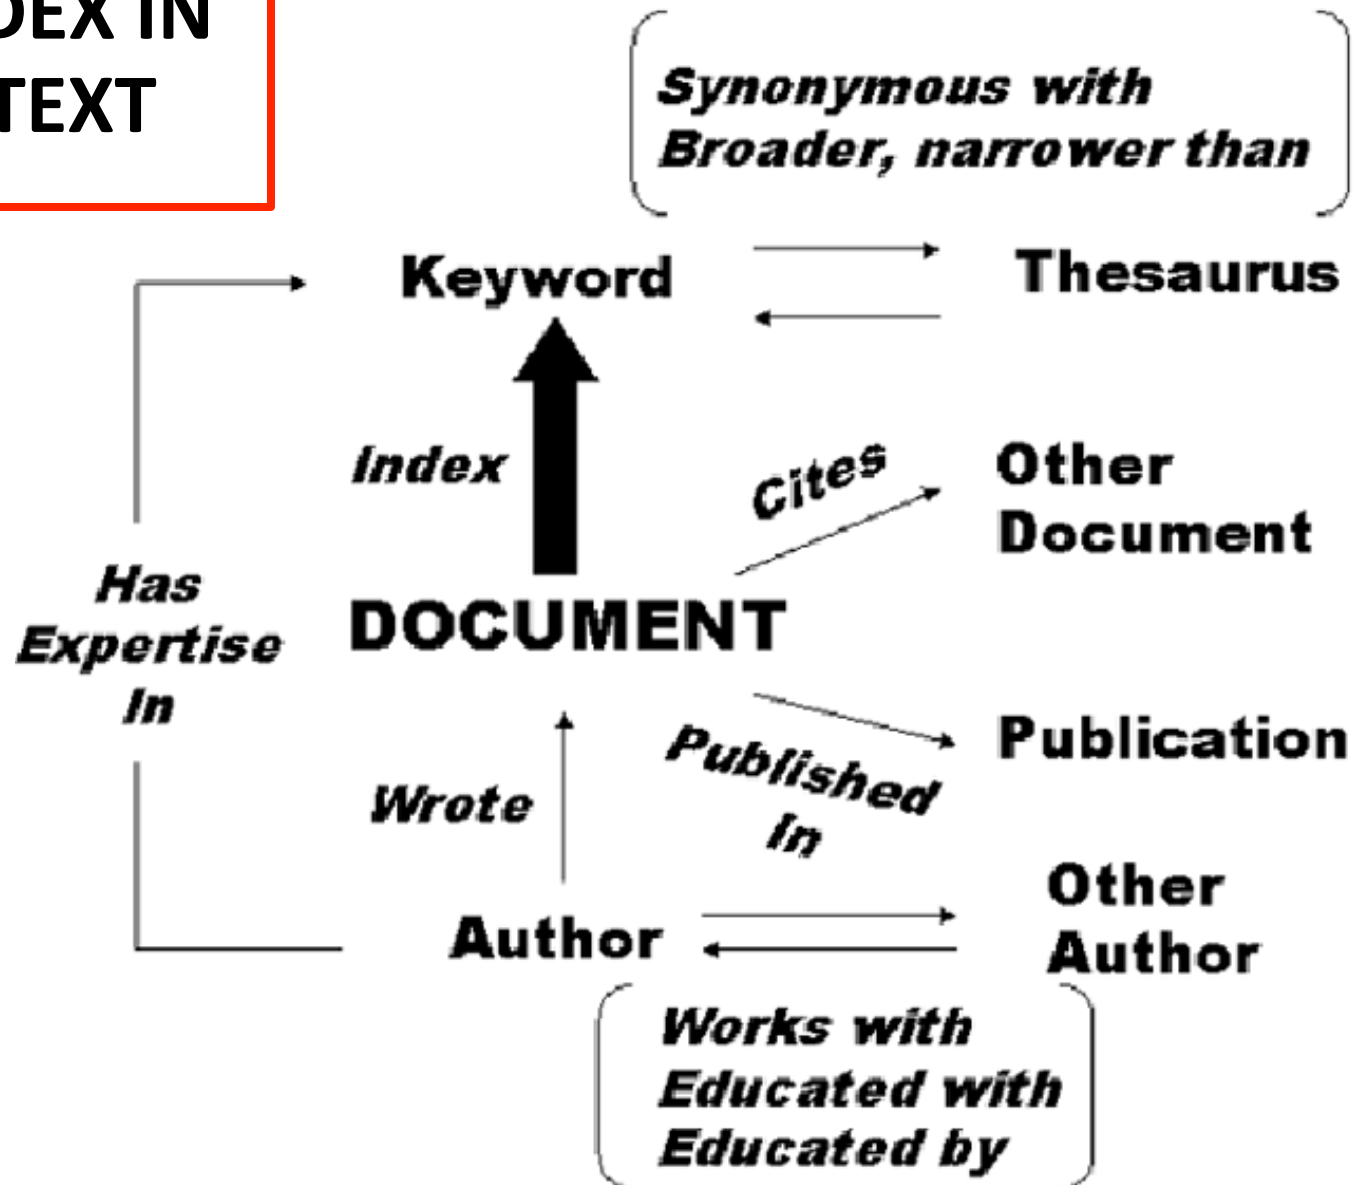 DEX IN
TEXT
Synonymous with
Broader, narrower than
Keyword
Thesaurus
Index
Cites
Other
Document
Has
Expertise
In
DOCUMENT
Published
In
Publication
Wrote
Author
Other
Author
Works with
Educated with
Educated by